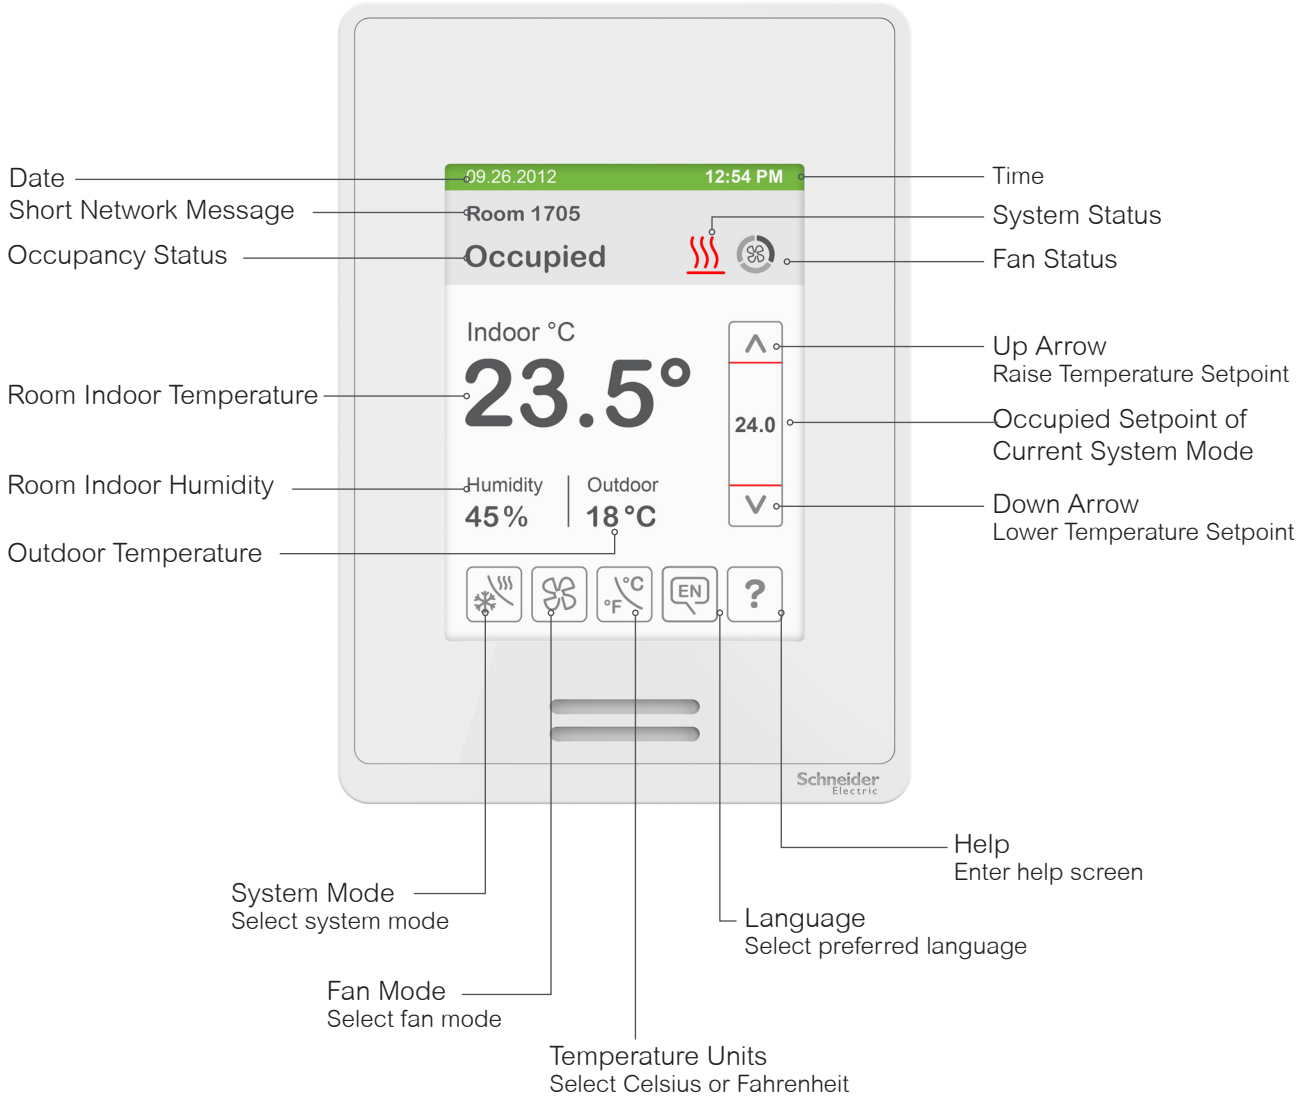 Date
09.26.2012
12:54 PM
Time
Short Network Message
Room 1705
System Status
Occupancy Status
Occupied
Fan Status
Indoor °C
Up Arrow
Raise Temperature Setpoint
Room Indoor Temperature
23.5°
24.0
Occupied Setpoint of
Current System Mode
Room Indoor Humidity
Humidity
Outdoor
45%
18°C
Down Arrow
Lower Temperature Setpoint
Outdoor Temperature
°C
°F
EN
?
Schneider
Electric
Help
Enter help screen
System Mode
Select system mode
Language
Select preferred language
Fan Mode
Select fan mode
Temperature Units
Select Celsius or Fahrenheit